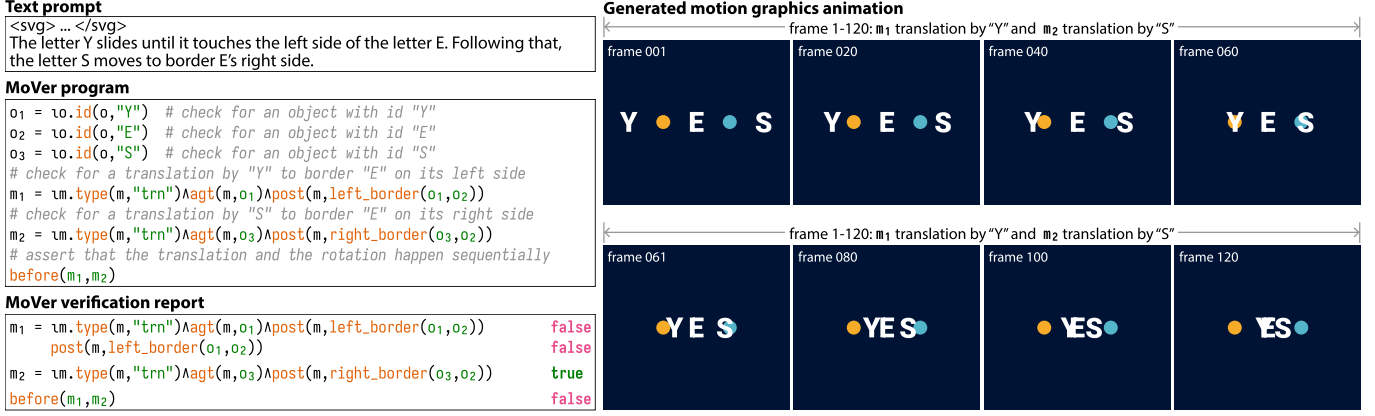 Text prompt
<svg> ... </svg>
The letter Y slides until it touches the left side of the letter E. Following that,
the letter S moves to border E's right side.
MoVer program
o₁ = ιo.id(o,"Y")  # check for an object with id "Y"
o₂ = ιo.id(o,"E")  # check for an object with id "E"
o₃ = ιo.id(o,"S")  # check for an object with id "S"
# check for a translation by "Y" to border "E" on its left side
m₁ = ιm.type(m,"trn")∧agt(m,o₁)∧post(m,left_border(o₁,o₂))
# check for a translation by "S" to border "E" on its right side
m₂ = ιm.type(m,"trn")∧agt(m,o₃)∧post(m,right_border(o₃,o₂))
# assert that the translation and the rotation happen sequentially
before(m₁,m₂)
MoVer verification report
m₁ = ιm.type(m,"trn")∧agt(m,o₁)∧post(m,left_border(o₁,o₂)) false
post(m,left_border(o₁,o₂)) false
m₂ = ιm.type(m,"trn")∧agt(m,o₃)∧post(m,right_border(o₃,o₂)) true
before(m₁,m₂) false
Generated motion graphics animation
frame 1-120: m₁ translation by "Y" and m₂ translation by "S"
frame 001 frame 020 frame 040 frame 060
Y E S Y E S Y E S Y E S
frame 1-120: m₁ translation by "Y" and m₂ translation by "S"
frame 061 frame 080 frame 100 frame 120
Y E S YES YES YES